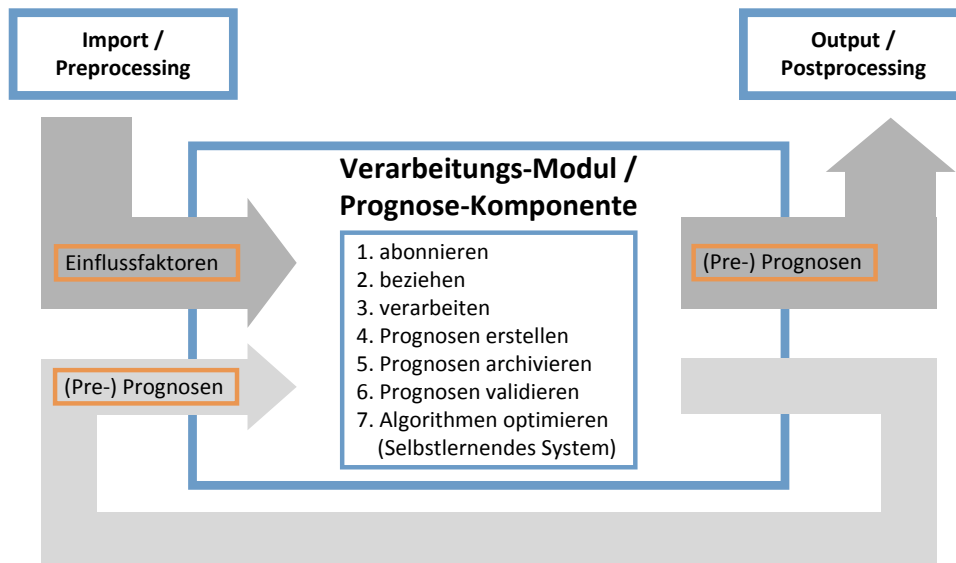 Import /
Preprocessing
Output /
Postprocessing
Verarbeitungs-Modul /
Prognose-Komponente
Einflussfaktoren
(Pre-) Prognosen
1. abonnieren
2. beziehen
3. verarbeiten
4. Prognosen erstellen
5. Prognosen archivieren
6. Prognosen validieren
7. Algorithmen optimieren
(Selbstlernendes System)
(Pre-) Prognosen